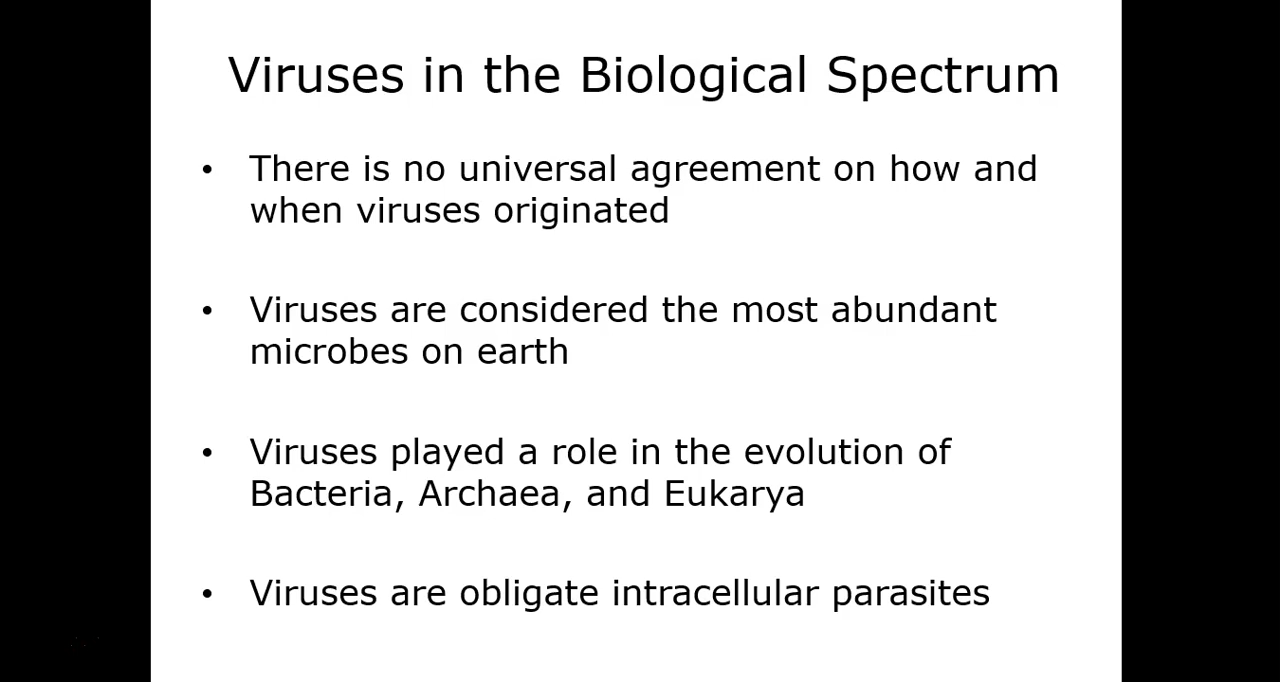 Viruses in the Biological Spectrum
• There is no universal agreement on how and
when viruses originated
• Viruses are considered the most abundant
microbes on earth
• Viruses played a role in the evolution of
Bacteria, Archaea, and Eukarya
• Viruses are obligate intracellular parasites